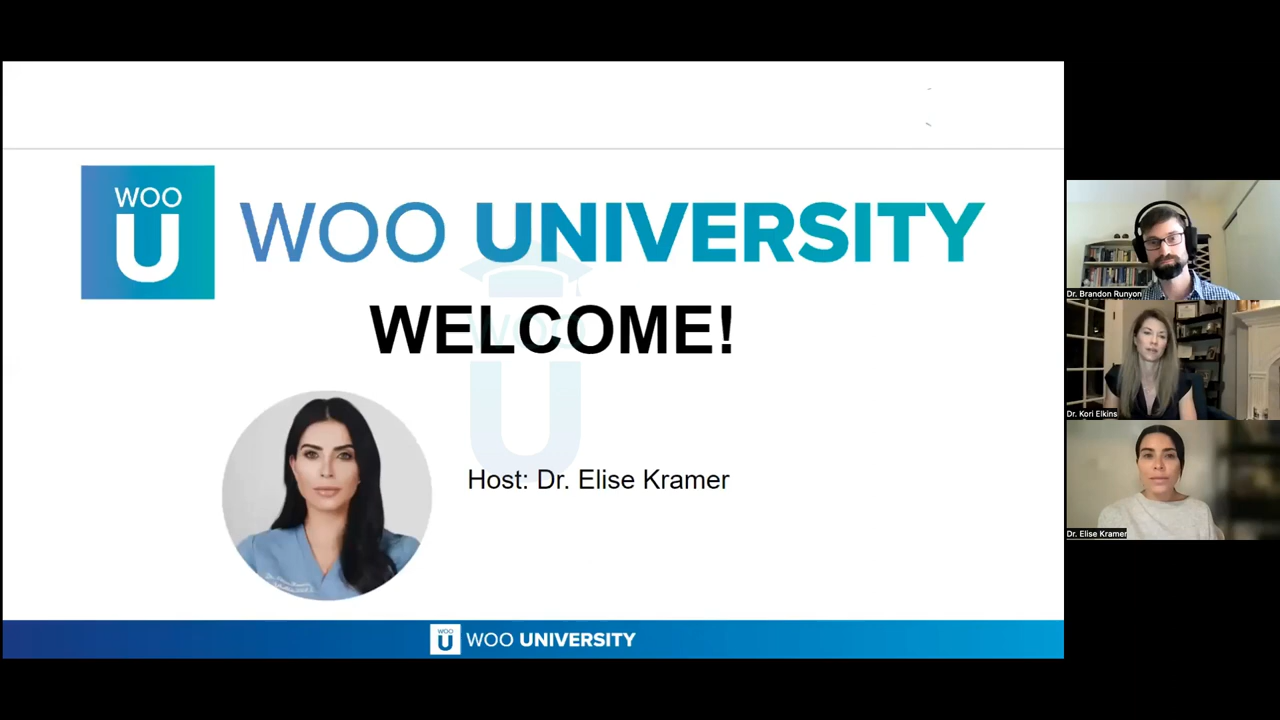 WOO
U
WOO UNIVERSITY
WELCOME!
Host: Dr. Elise Kramer
WOO
U
WOO UNIVERSITY
Dr. Brandon Runyon
Dr. Kori Elkins
Dr. Elise Kramer